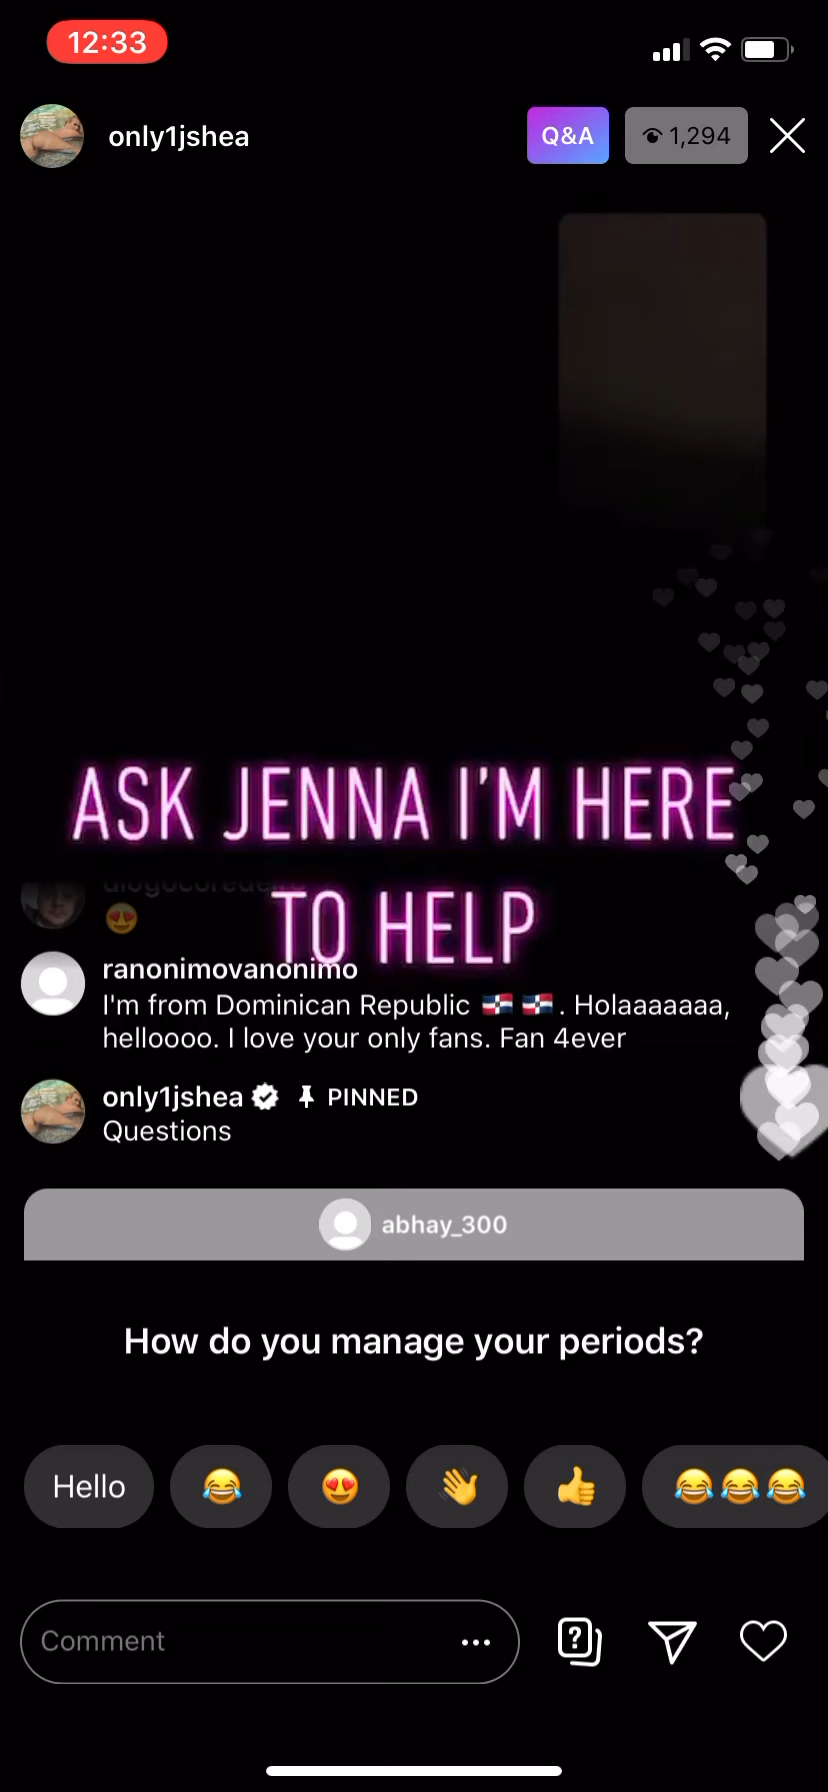 12:33
only1jshea
Q&A
1,294
ASK JENNA I'M HERE
TO HELP
😍
ranonimovanonimo
I'm from Dominican Republic 🇩🇴 🇩🇴 . Holaaaaaaa,
helloooo. I love your only fans. Fan 4ever
only1jshea PINNED
Questions
abhay_300
How do you manage your periods?
Hello 😂 😍 👋 👍 😂😂😂
Comment